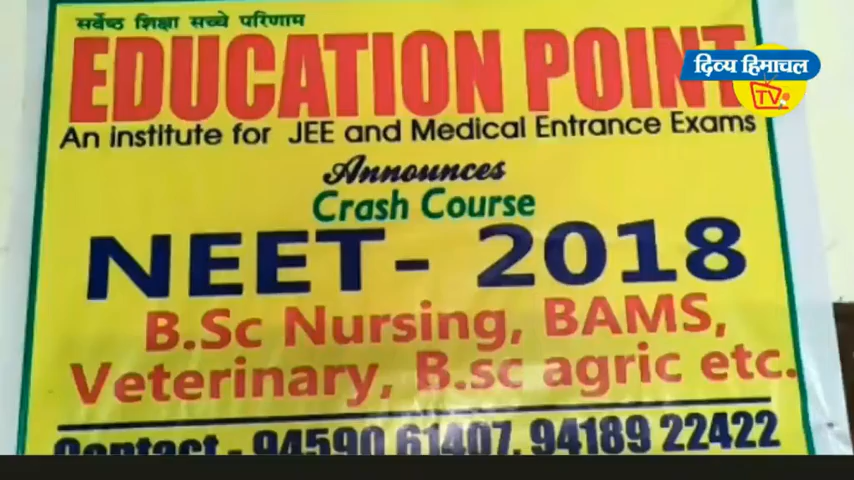 सर्वेष्ठ शिक्षा सच्चे परिणाम
EDUCATION POINT
दिव्य हिमाचल
TV
An institute for JEE and Medical Entrance Exams
Announces
Crash Course
NEET- 2018
B.Sc Nursing, BAMS,
Veterinary, B.sc agric etc.
Contact - 94590 61407, 94189 22422